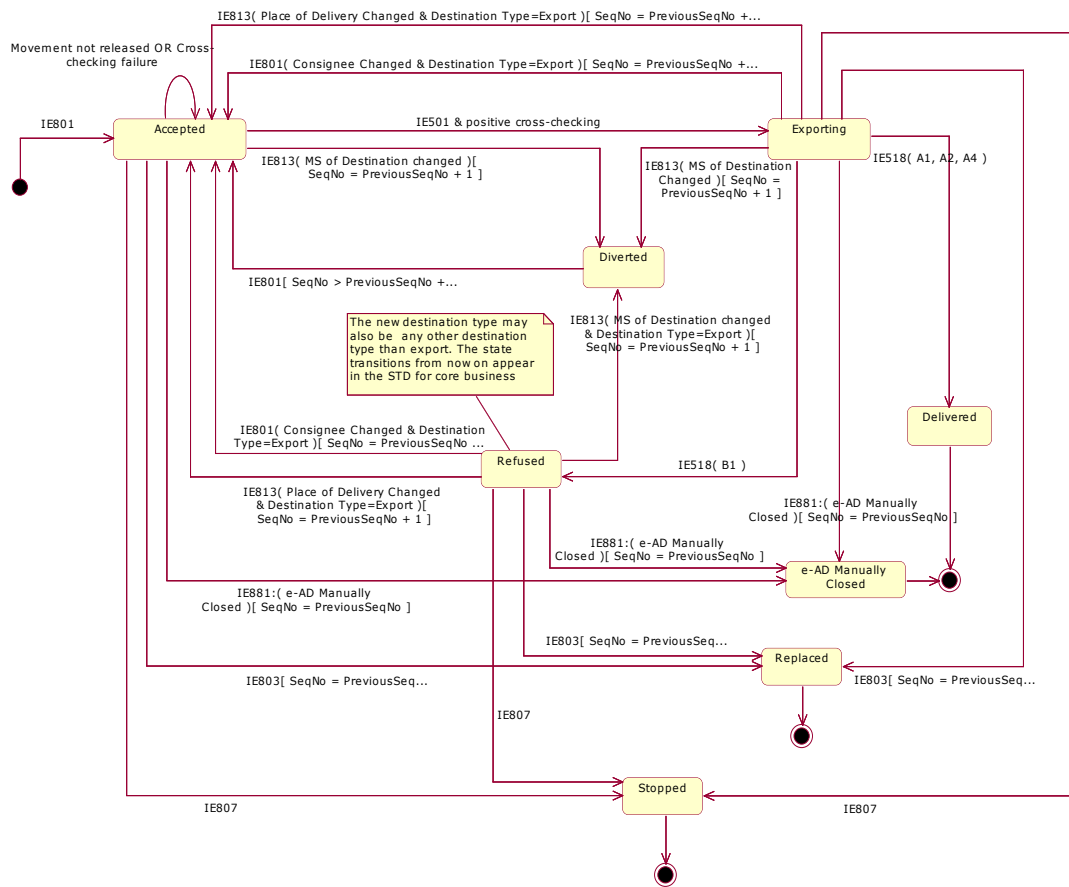 IE813( Place of Delivery Changed & Destination Type=Export )[ SeqNo = PreviousSeqNo +...
Movement not released OR Cross-
checking failure
IE801( Consignee Changed & Destination Type=Export )[ SeqNo = PreviousSeqNo +...
IE801
Accepted
IE501 & positive cross-checking
Exporting
IE813( MS of Destination changed )[
SeqNo = PreviousSeqNo + 1 ]
IE813( MS of Destination
Changed )[ SeqNo =
PreviousSeqNo + 1 ]
IE518( A1, A2, A4 )
Diverted
IE801[ SeqNo > PreviousSeqNo +...
The new destination type may
also be any other destination
type than export. The state
transitions from now on appear
in the STD for core business
IE813( MS of Destination changed
& Destination Type=Export )[
SeqNo = PreviousSeqNo + 1 ]
Delivered
IE801( Consignee Changed & Destination
Type=Export )[ SeqNo = PreviousSeqNo ...
Refused
IE518( B1 )
IE813( Place of Delivery Changed
& Destination Type=Export )[
SeqNo = PreviousSeqNo + 1 ]
IE881:( e-AD Manually
Closed )[ SeqNo = PreviousSeqNo ]
IE881:( e-AD Manually
Closed )[ SeqNo = PreviousSeqNo ]
e-AD Manually
Closed
IE881:( e-AD Manually
Closed )[ SeqNo = PreviousSeqNo ]
IE803[ SeqNo = PreviousSeq...
Replaced
IE803[ SeqNo = PreviousSeq...
IE803[ SeqNo = PreviousSeq...
IE807
Stopped
IE807
IE807